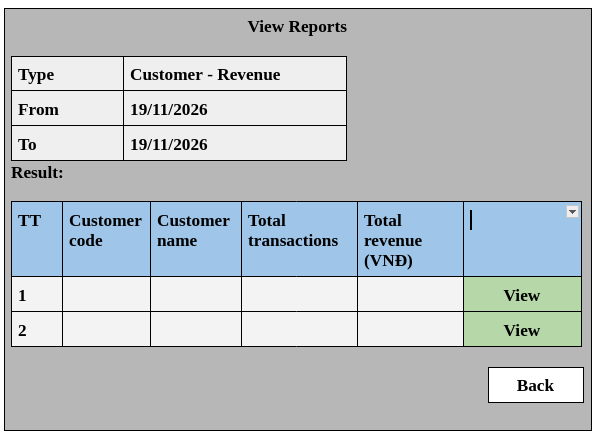 View Reports
Type Customer - Revenue
From 19/11/2026
To 19/11/2026
Result:
TT Customer code Customer name Total transactions Total revenue (VNĐ)
1 View
2 View
Back